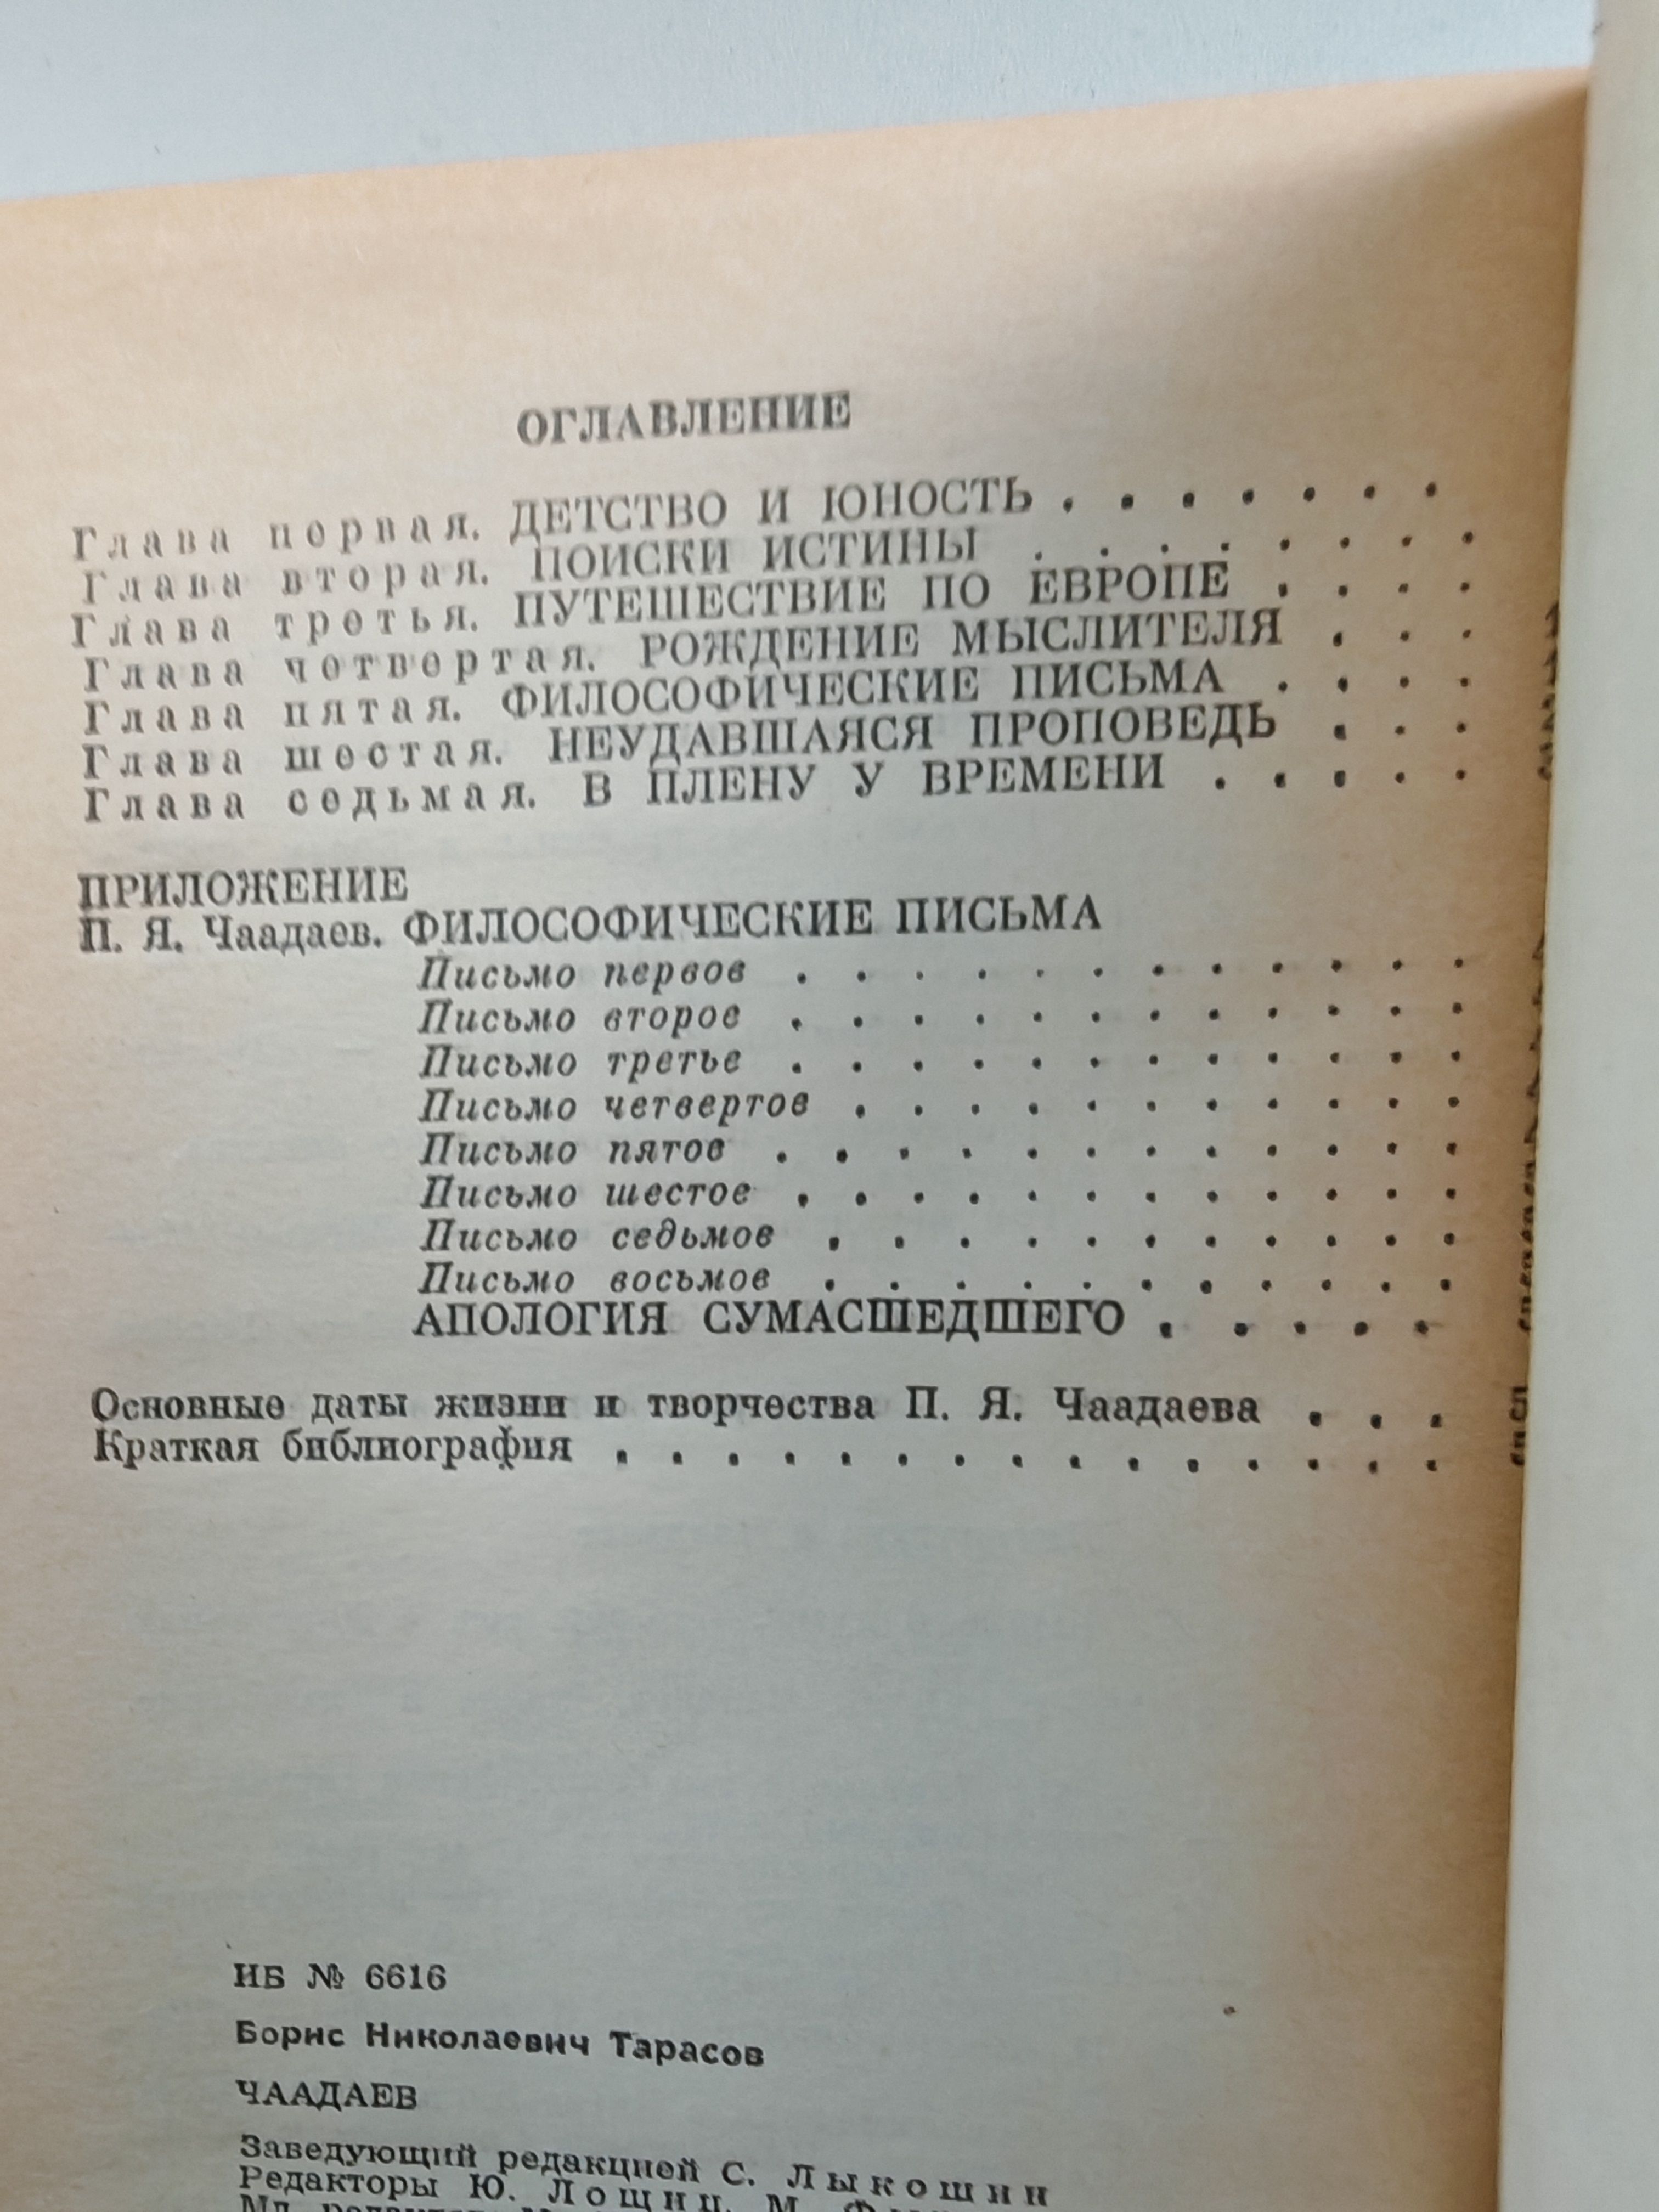 ОГЛАВЛЕНИЕ
Глава первая. ДЕТСТВО И ЮНОСТЬ . . . . . . .
Глава вторая. ПОИСКИ ИСТИНЫ . . . . . . . .
Глава третья. ПУТЕШЕСТВИЕ ПО ЕВРОПЕ . . . .
Глава четвертая. РОЖДЕНИЕ МЫСЛИТЕЛЯ . . .
Глава пятая. ФИЛОСОФИЧЕСКИЕ ПИСЬМА . . . .
Глава шестая. НЕУДАВШАЯСЯ ПРОПОВЕДЬ . . .
Глава седьмая. В ПЛЕНУ У ВРЕМЕНИ . . . . .
ПРИЛОЖЕНИЕ
П. Я. Чаадаев. ФИЛОСОФИЧЕСКИЕ ПИСЬМА
Письмо первое . . . . . . . . . . . .
Письмо второе . . . . . . . . . . . .
Письмо третье . . . . . . . . . . . .
Письмо четвертое . . . . . . . . . . .
Письмо пятое . . . . . . . . . . . .
Письмо шестое . . . . . . . . . . . .
Письмо седьмое . . . . . . . . . . .
Письмо восьмое . . . . . . . . . . .
АПОЛОГИЯ СУМАСШЕДШЕГО . . . . .
Основные даты жизни и творчества П. Я. Чаадаева . . .
Краткая библиография . . . . . . . . . . . . . . .
ИБ № 6616
Борис Николаевич Тарасов
ЧААДАЕВ
Заведующий редакцией С. Лыкошин
Редакторы Ю. Лощиц, М.